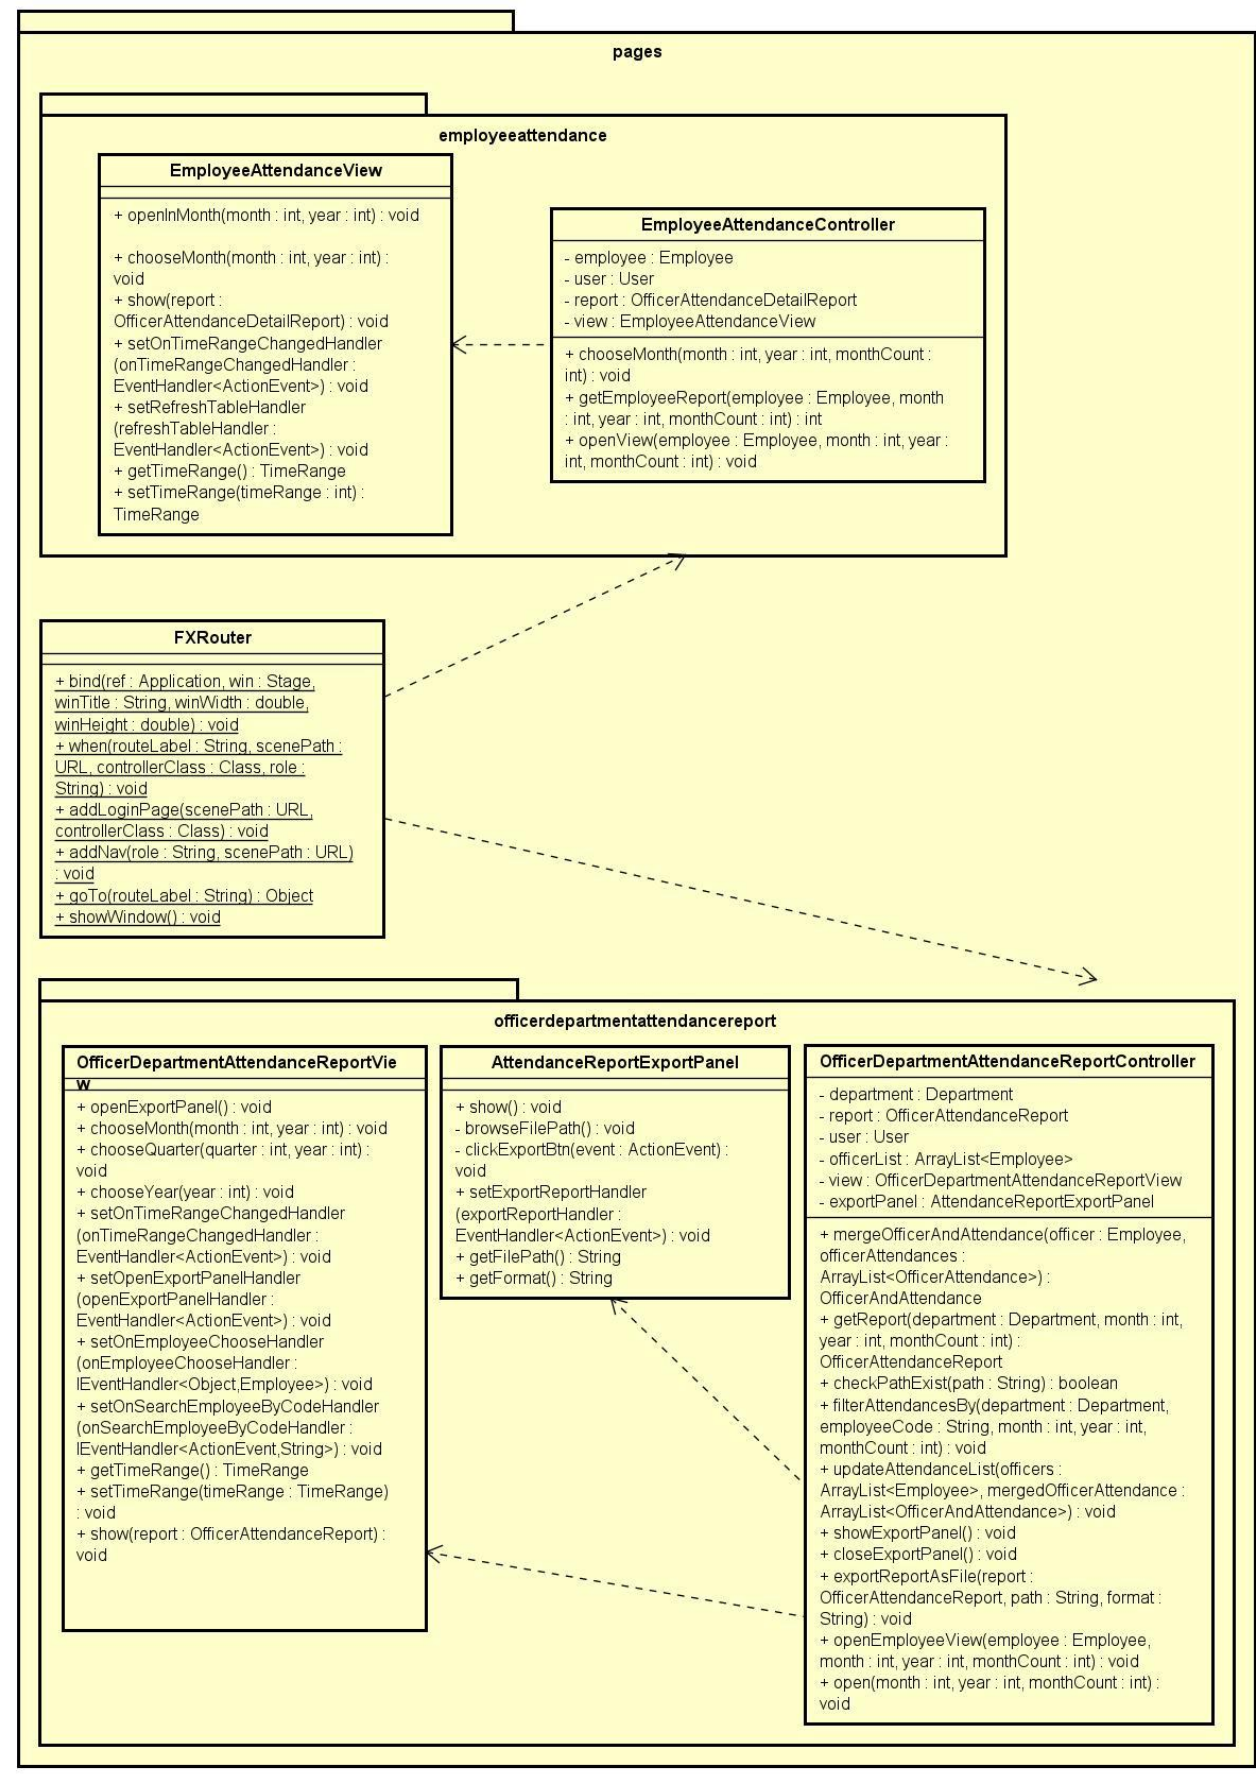 pages
employeeattendance
EmployeeAttendanceView
+ openInMonth(month : int, year : int) : void
+ chooseMonth(month : int, year : int) :
void
+ show(report :
OfficerAttendanceDetailReport) : void
+ setOnTimeRangeChangedHandler
(onTimeRangeChangedHandler :
EventHandler<ActionEvent>) : void
+ setRefreshTableHandler
(refreshTableHandler :
EventHandler<ActionEvent>) : void
+ getTimeRange() : TimeRange
+ setTimeRange(timeRange : int) :
TimeRange
EmployeeAttendanceController
- employee : Employee
- user : User
- report : OfficerAttendanceDetailReport
- view : EmployeeAttendanceView
+ chooseMonth(month : int, year : int, monthCount :
int) : void
+ getEmployeeReport(employee : Employee, month
: int, year : int, monthCount : int) : int
+ openView(employee : Employee, month : int, year :
int, monthCount : int) : void
FXRouter
+ bind(ref : Application, win : Stage,
winTitle : String, winWidth : double,
winHeight : double) : void
+ when(routeLabel : String, scenePath :
URL, controllerClass : Class, role :
String) : void
+ addLoginPage(scenePath : URL,
controllerClass : Class) : void
+ addNav(role : String, scenePath : URL)
: void
+ goTo(routeLabel : String) : Object
+ showWindow() : void
officerdepartmentattendancereport
OfficerDepartmentAttendanceReportVie
w
+ openExportPanel() : void
+ chooseMonth(month : int, year : int) : void
+ chooseQuarter(quarter : int, year : int) :
void
+ chooseYear(year : int) : void
+ setOnTimeRangeChangedHandler
(onTimeRangeChangedHandler :
EventHandler<ActionEvent>) : void
+ setOpenExportPanelHandler
(openExportPanelHandler :
EventHandler<ActionEvent>) : void
+ setOnEmployeeChooseHandler
(onEmployeeChooseHandler :
IEventHandler<Object,Employee>) : void
+ setOnSearchEmployeeByCodeHandler
(onSearchEmployeeByCodeHandler :
IEventHandler<ActionEvent,String>) : void
+ getTimeRange() : TimeRange
+ setTimeRange(timeRange : TimeRange)
: void
+ show(report : OfficerAttendanceReport) :
void
AttendanceReportExportPanel
+ show() : void
- browseFilePath() : void
- clickExportBtn(event : ActionEvent) :
void
+ setExportReportHandler
(exportReportHandler :
EventHandler<ActionEvent>) : void
+ getFilePath() : String
+ getFormat() : String
OfficerDepartmentAttendanceReportController
- department : Department
- report : OfficerAttendanceReport
- user : User
- officerList : ArrayList<Employee>
- view : OfficerDepartmentAttendanceReportView
- exportPanel : AttendanceReportExportPanel
+ mergeOfficerAndAttendance(officer : Employee,
officerAttendances :
ArrayList<OfficerAttendance>) :
OfficerAndAttendance
+ getReport(department : Department, month : int,
year : int, monthCount : int) :
OfficerAttendanceReport
+ checkPathExist(path : String) : boolean
+ filterAttendancesBy(department : Department,
employeeCode : String, month : int, year : int,
monthCount : int) : void
+ updateAttendanceList(officers :
ArrayList<Employee>, mergedOfficerAttendance :
ArrayList<OfficerAndAttendance>) : void
+ showExportPanel() : void
+ closeExportPanel() : void
+ exportReportAsFile(report :
OfficerAttendanceReport, path : String, format :
String) : void
+ openEmployeeView(employee : Employee,
month : int, year : int, monthCount : int) : void
+ open(month : int, year : int, monthCount : int) :
void